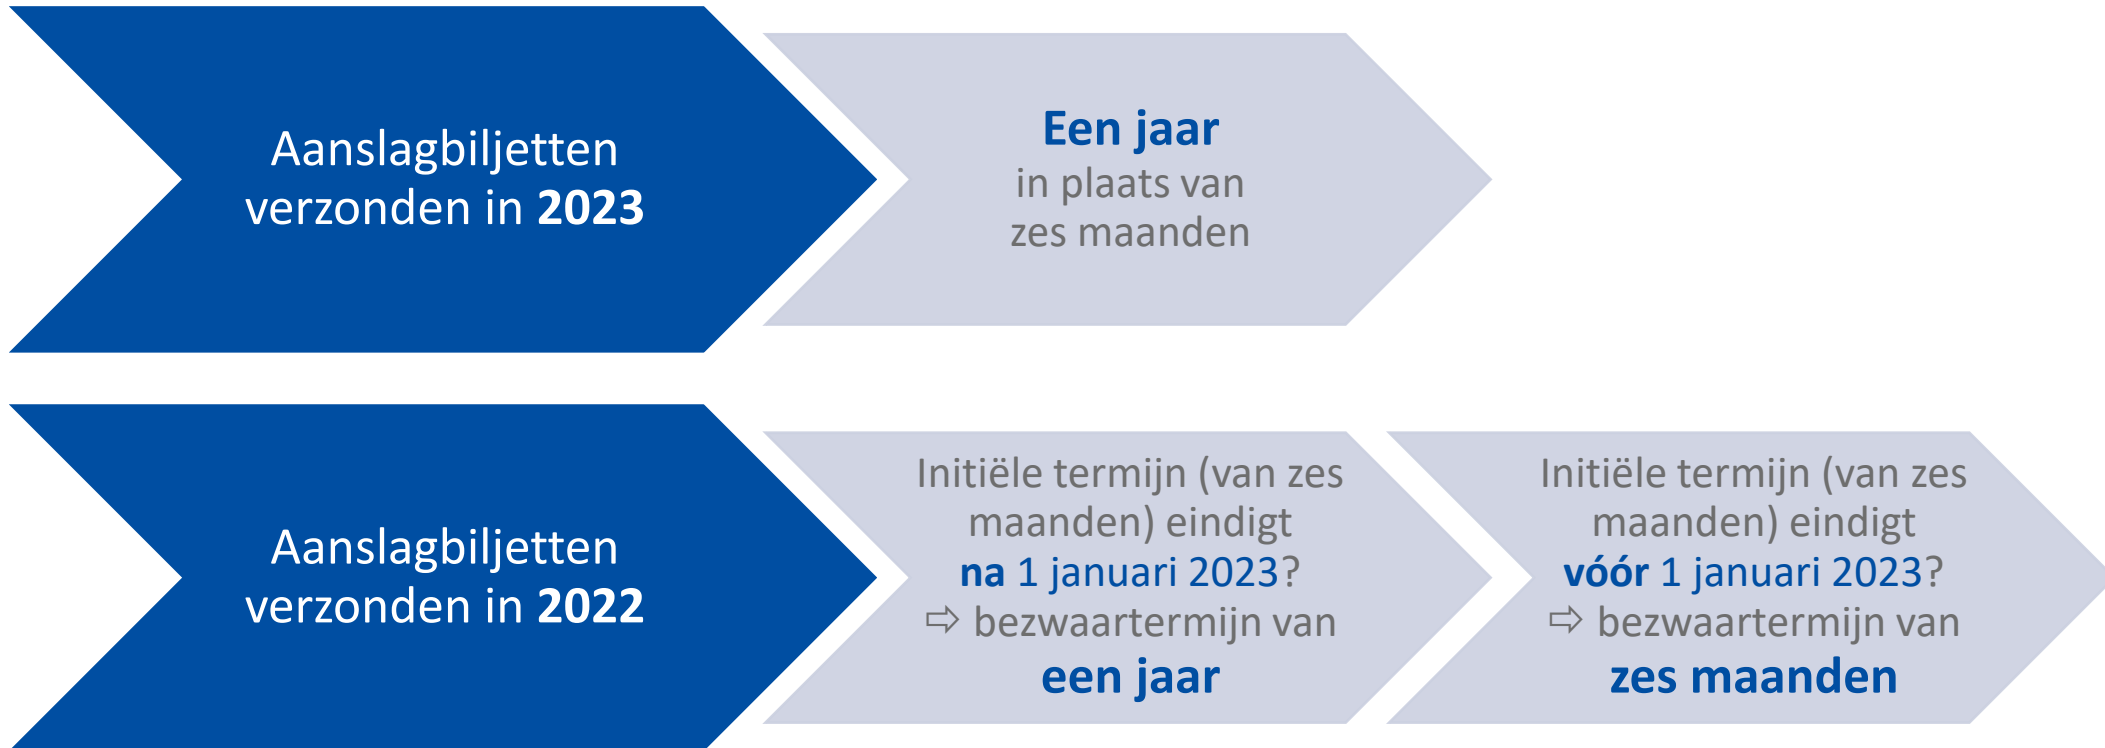 Aanslagbiljetten
verzonden in 2023
Een jaar
in plaats van
zes maanden
Aanslagbiljetten
verzonden in 2022
Initiële termijn (van zes
maanden) eindigt
na 1 januari 2023?
⇨ bezwaartermijn van
een jaar
Initiële termijn (van zes
maanden) eindigt
vóór 1 januari 2023?
⇨ bezwaartermijn van
zes maanden